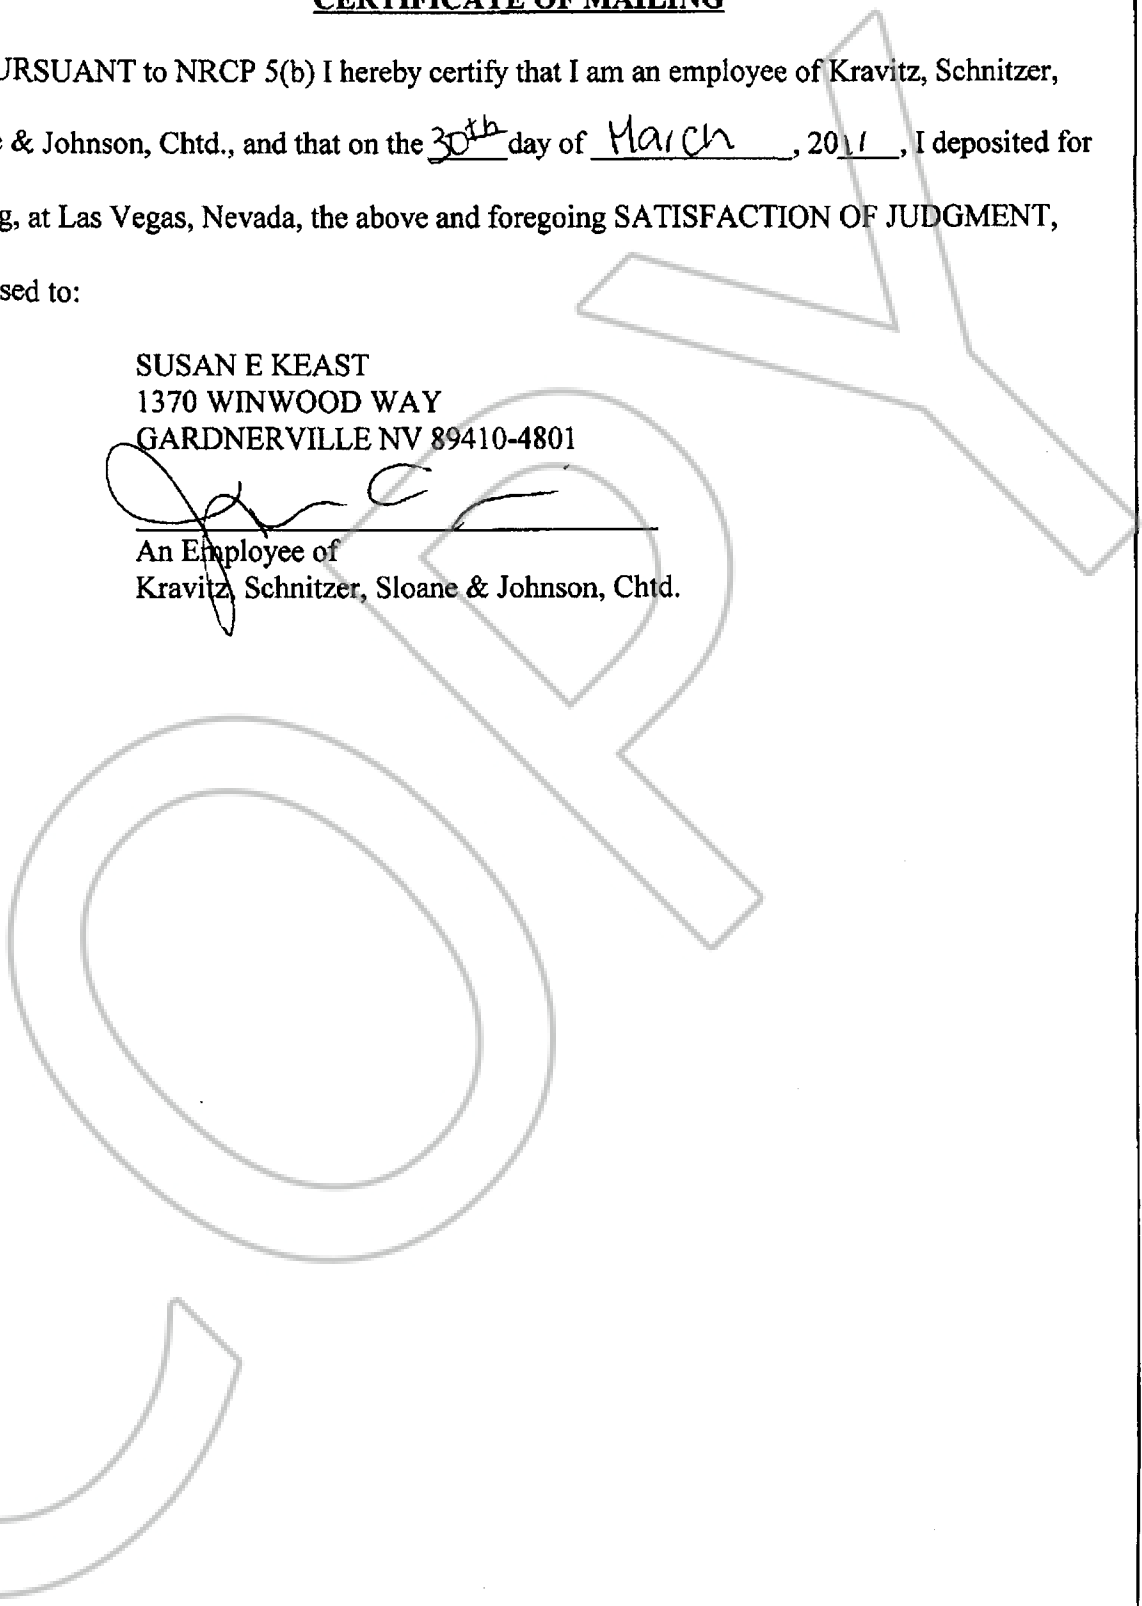 CERTIFICATE OF MAILING
URSUANT to NRCP 5(b) I hereby certify that I am an employee of Kravitz, Schnitzer,
& Johnson, Chtd., and that on the 30th day of March, 2011, I deposited for
g, at Las Vegas, Nevada, the above and foregoing SATISFACTION OF JUDGMENT,
sed to:
SUSAN E KEAST
1370 WINWOOD WAY
GARDNERVILLE NV 89410-4801
An Employee of
Kravitz, Schnitzer, Sloane & Johnson, Chtd.
COPY